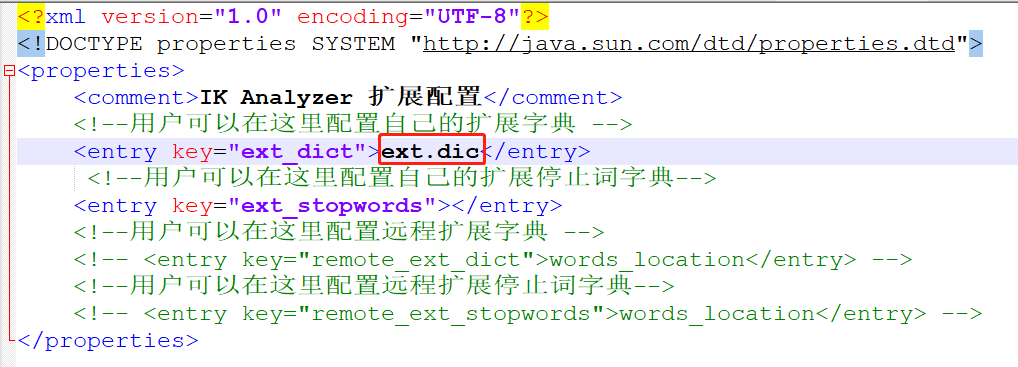 <?xml version="1.0" encoding="UTF-8"?>
<!DOCTYPE properties SYSTEM "http://java.sun.com/dtd/properties.dtd">
<properties>
<comment>IK Analyzer 扩展配置</comment>
<!--用户可以在这里配置自己的扩展字典 -->
<entry key="ext_dict">ext.dic</entry>
<!--用户可以在这里配置自己的扩展停止词字典-->
<entry key="ext_stopwords"></entry>
<!--用户可以在这里配置远程扩展字典 -->
<!-- <entry key="remote_ext_dict">words_location</entry> -->
<!--用户可以在这里配置远程扩展停止词字典-->
<!-- <entry key="remote_ext_stopwords">words_location</entry> -->
</properties>